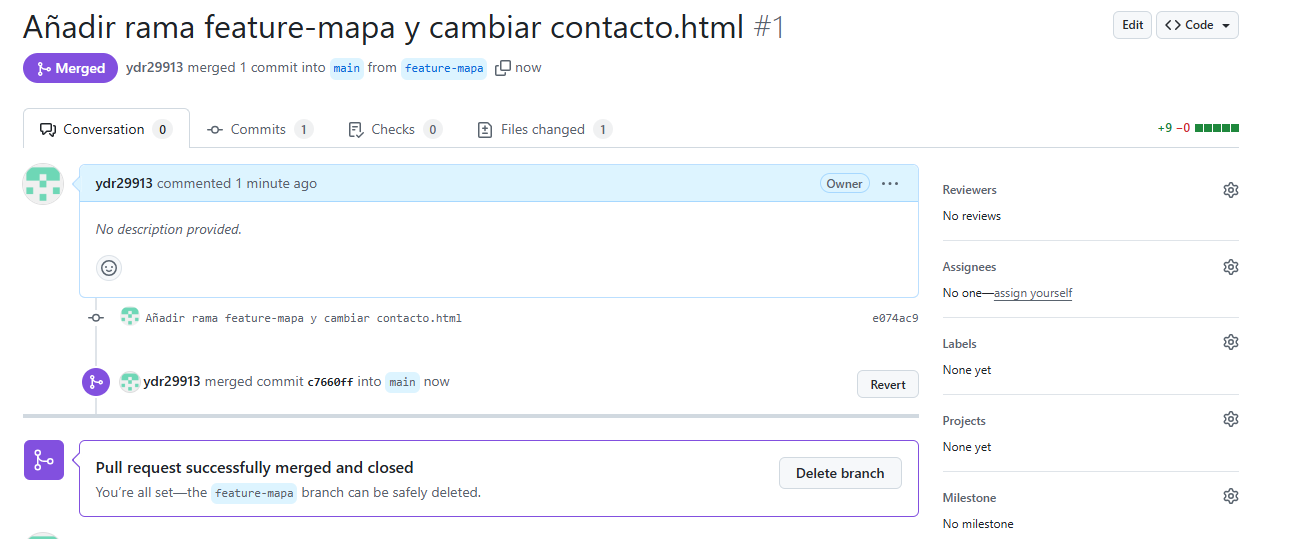 Añadir rama feature-mapa y cambiar contacto.html #1
Edit
Code
Merged
ydr29913 merged 1 commit into main from feature-mapa now
Conversation 0
Commits 1
Checks 0
Files changed 1
+9 −0
ydr29913 commented 1 minute ago
Owner
No description provided.
Añadir rama feature-mapa y cambiar contacto.html
e074ac9
ydr29913 merged commit c7660ff into main now
Revert
Pull request successfully merged and closed
You're all set—the feature-mapa branch can be safely deleted.
Delete branch
Reviewers
No reviews
Assignees
No one—assign yourself
Labels
None yet
Projects
None yet
Milestone
No milestone